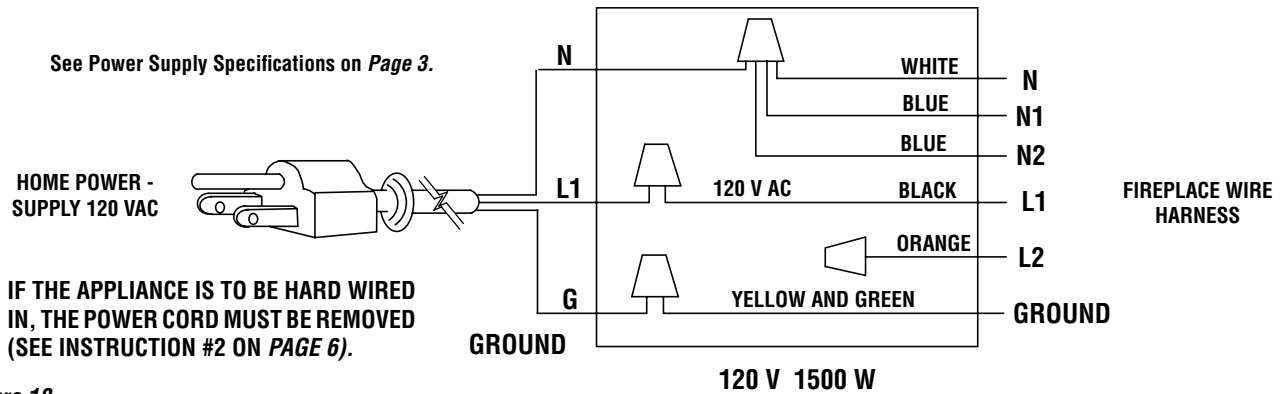 See Power Supply Specifications on Page 3.
N
WHITE
N
BLUE
N1
BLUE
N2
HOME POWER -
SUPPLY 120 VAC
L1
120 V AC
BLACK
L1
FIREPLACE WIRE
HARNESS
ORANGE
L2
IF THE APPLIANCE IS TO BE HARD WIRED
IN, THE POWER CORD MUST BE REMOVED
(SEE INSTRUCTION #2 ON PAGE 6).
G
YELLOW AND GREEN
GROUND
GROUND
120 V 1500 W